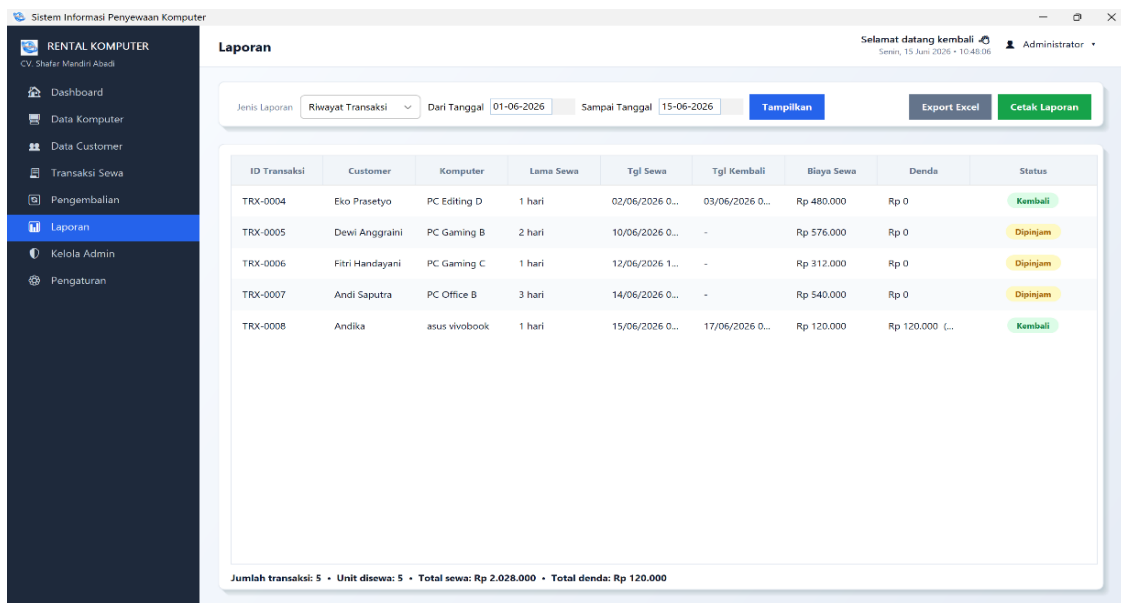 Sistem Informasi Penyewaan Komputer
RENTAL KOMPUTER
CV. Shafer Mandiri Abadi
Dashboard
Data Komputer
Data Customer
Transaksi Sewa
Pengembalian
Laporan
Kelola Admin
Pengaturan
Laporan
Selamat datang kembali
Senin, 15 Juni 2026 • 10:48:06
Administrator
Jenis Laporan Riwayat Transaksi Dari Tanggal 01-06-2026 Sampai Tanggal 15-06-2026 Tampilkan Export Excel Cetak Laporan
ID Transaksi Customer Komputer Lama Sewa Tgl Sewa Tgl Kembali Biaya Sewa Denda Status
TRX-0004 Eko Prasetyo PC Editing D 1 hari 02/06/2026 0... 03/06/2026 0... Rp 480.000 Rp 0 Kembali
TRX-0005 Dewi Anggraini PC Gaming B 2 hari 10/06/2026 0... - Rp 576.000 Rp 0 Dipinjam
TRX-0006 Fitri Handayani PC Gaming C 1 hari 12/06/2026 1... - Rp 312.000 Rp 0 Dipinjam
TRX-0007 Andi Saputra PC Office B 3 hari 14/06/2026 0... - Rp 540.000 Rp 0 Dipinjam
TRX-0008 Andika asus vivobook 1 hari 15/06/2026 0... 17/06/2026 0... Rp 120.000 Rp 120.000 (... Kembali
Jumlah transaksi: 5 • Unit disewa: 5 • Total sewa: Rp 2.028.000 • Total denda: Rp 120.000